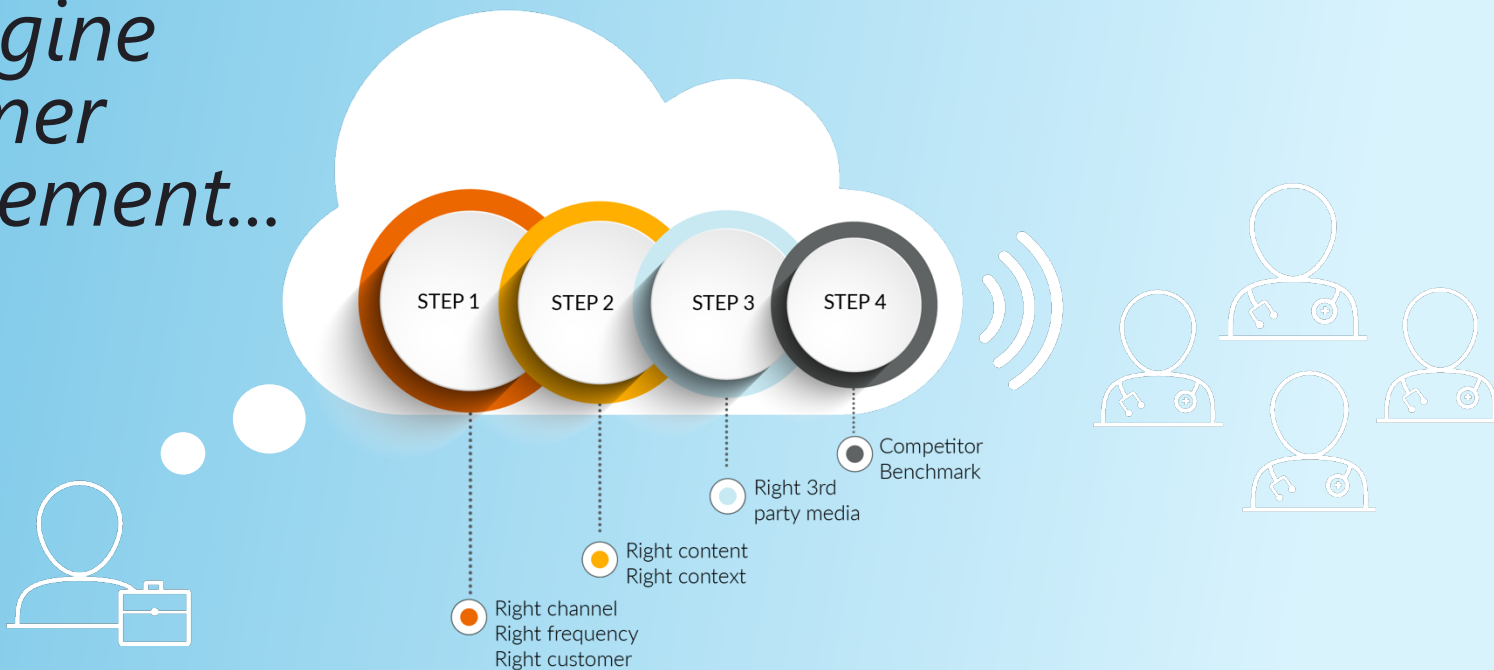 gine
ner
ement...
STEP 1
STEP 2
STEP 3
STEP 4
Competitor
Benchmark
Right 3rd
party media
Right content
Right context
Right channel
Right frequency
Right customer